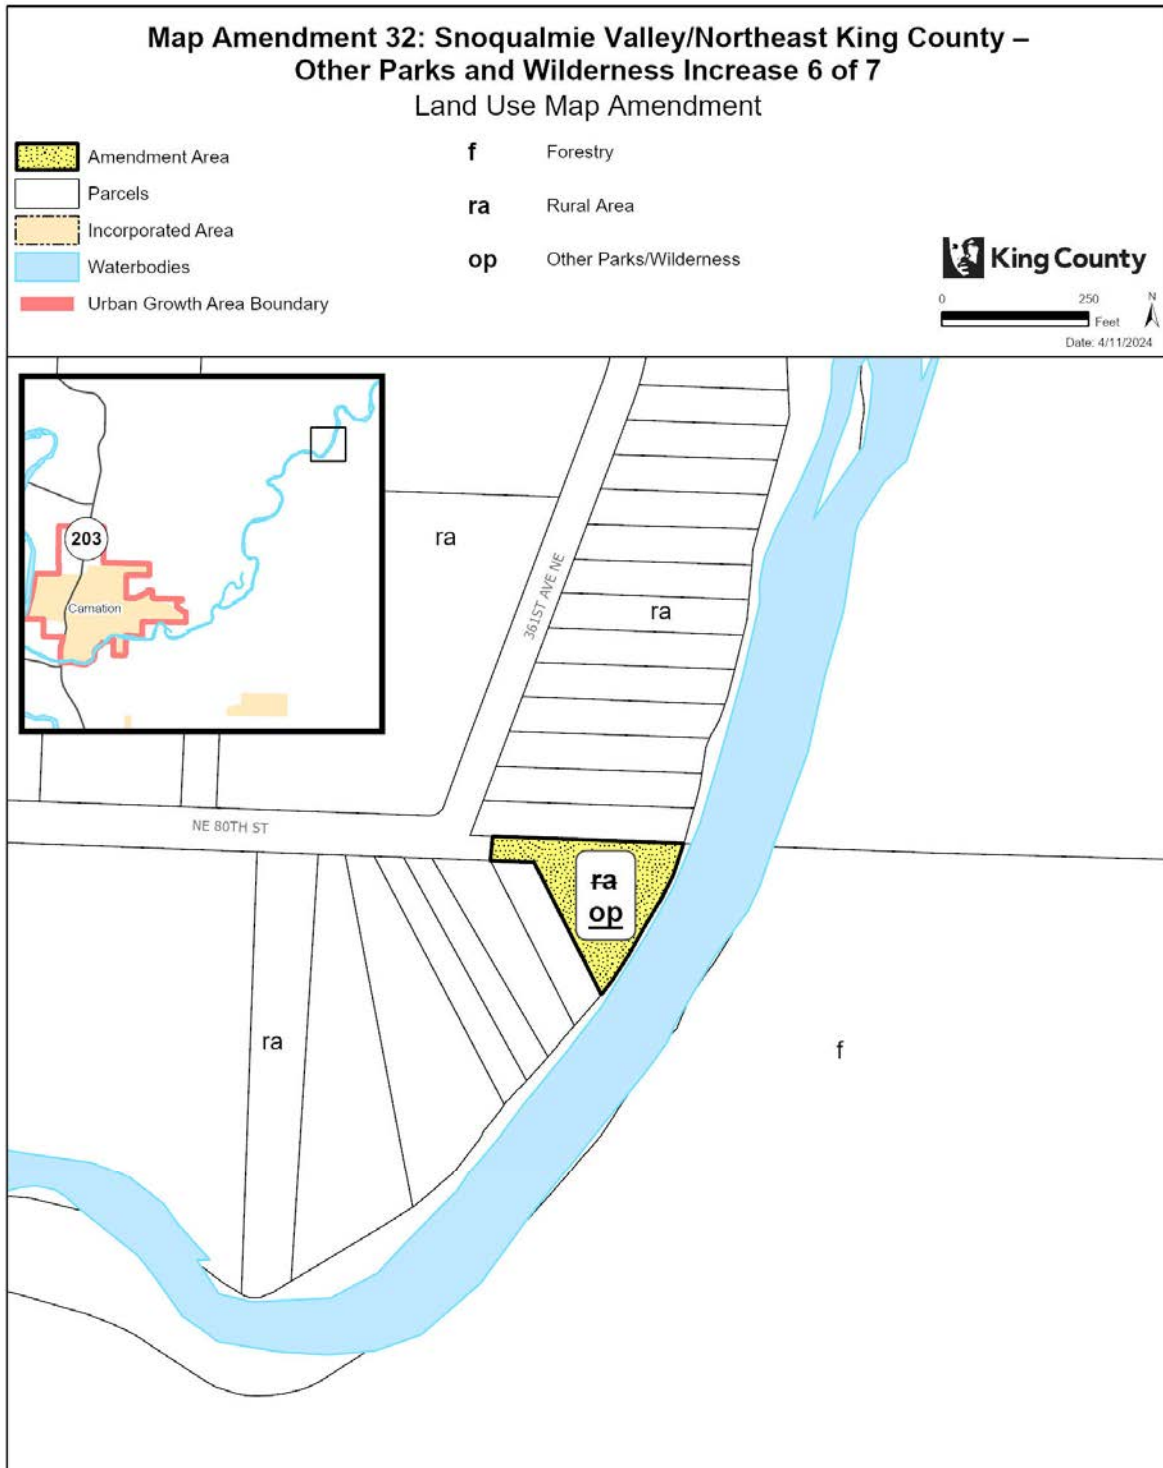 Map Amendment 32: Snoqualmie Valley/Northeast King County –
Other Parks and Wilderness Increase 6 of 7
Land Use Map Amendment
Amendment Area
Parcels
Incorporated Area
Waterbodies
Urban Growth Area Boundary
f Forestry
ra Rural Area
op Other Parks/Wilderness
King County
0 250
Feet
N
Date: 4/11/2024
203
Carnation
ra
361ST AVE NE
ra
NE 80TH ST
ra
op
ra
f